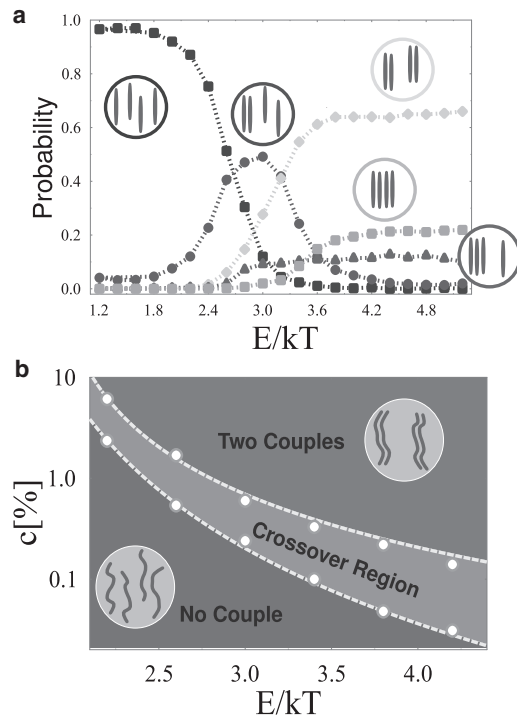 a
1.0
0.8
0.6
0.4
0.2
0.0
Probability
1.2 1.8 2.4 3.0 3.6 4.2 4.8
E/kT
b
10
1.0
0.1
c[%]
Two Couples
Crossover Region
No Couple
2.5 3.0 3.5 4.0
E/kT